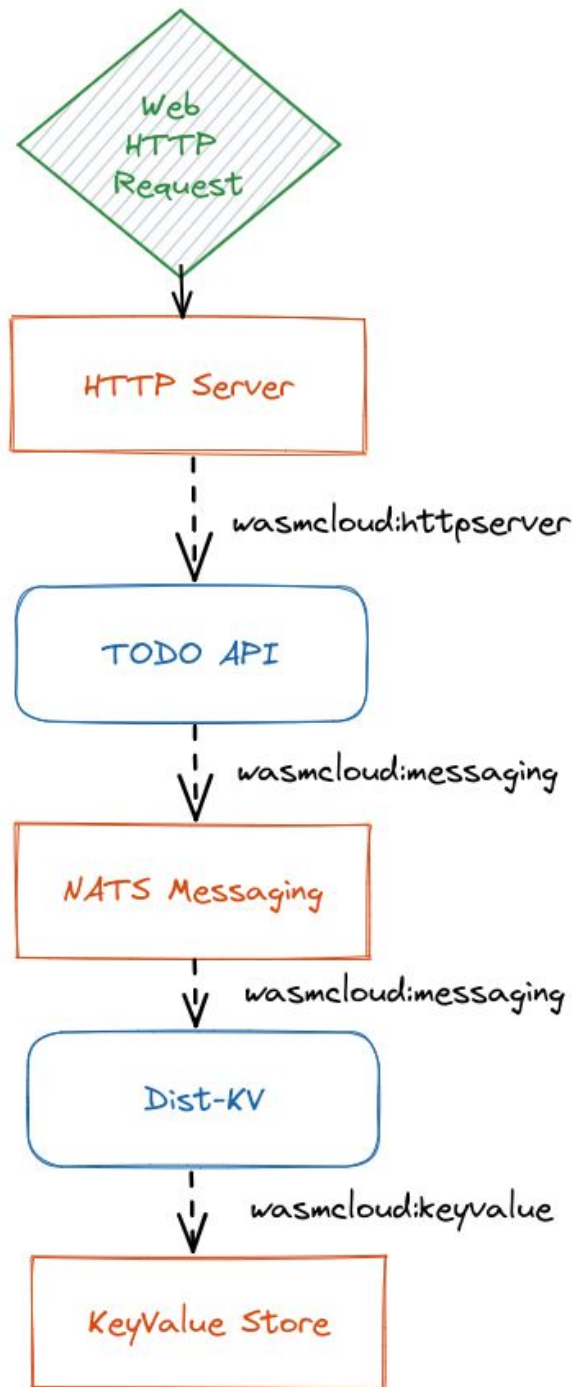 Web
HTTP
Request
HTTP Server
wasmcloud:httpserver
TODO API
wasmcloud:messaging
NATS Messaging
wasmcloud:messaging
Dist-KV
wasmcloud:keyvalue
KeyValue Store